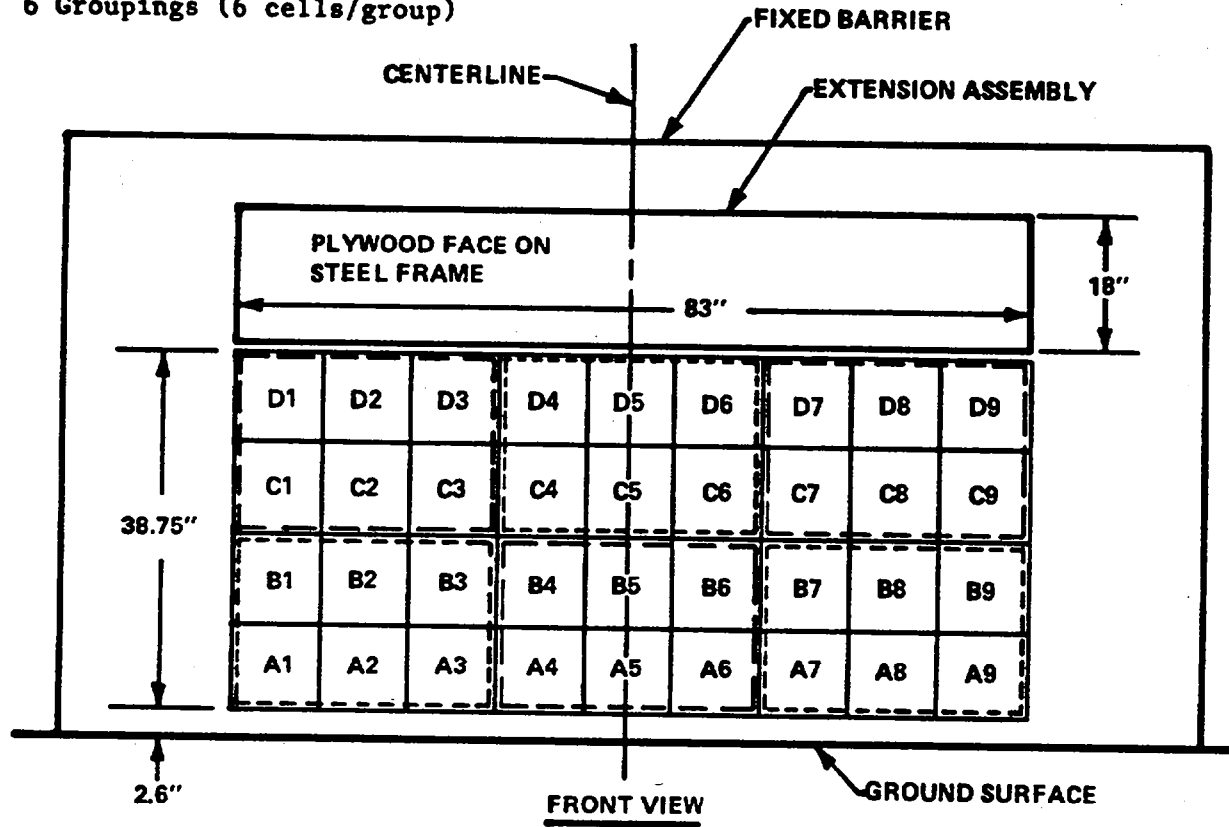 6 Groupings (6 cells/group)
FIXED BARRIER
CENTERLINE
EXTENSION ASSEMBLY
PLYWOOD FACE ON
STEEL FRAME
83"
18"
D1 D2 D3 D4 D5 D6 D7 D8 D9
C1 C2 C3 C4 C5 C6 C7 C8 C9
38.75"
B1 B2 B3 B4 B5 B6 B7 B8 B9
A1 A2 A3 A4 A5 A6 A7 A8 A9
2.6"
FRONT VIEW
GROUND SURFACE